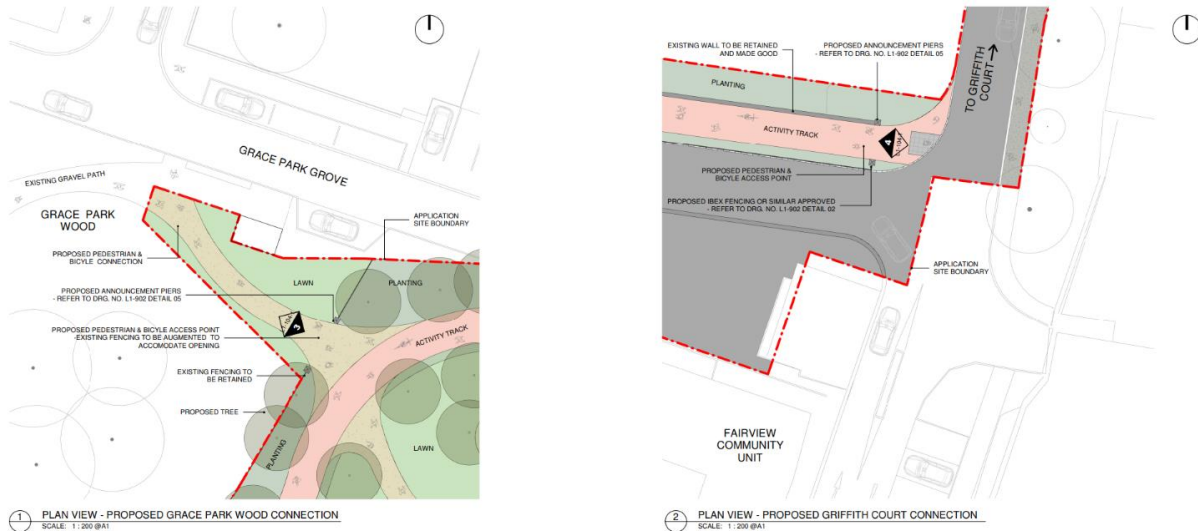 GRACE PARK GROVE
EXISTING GRAVEL PATH
GRACE PARK
WOOD
APPLICATION
SITE BOUNDARY
PROPOSED PEDESTRIAN &
BICYCLE CONNECTION
LAWN
PLANTING
PROPOSED ANNOUNCEMENT PIERS
- REFER TO DRG. NO. L1-902 DETAIL 05
3
PROPOSED PEDESTRIAN & BICYCLE ACCESS POINT
-EXISTING FENCING TO BE AUGMENTED TO
ACCOMODATE OPENING
ACTIVITY TRACK
EXISTING FENCING TO
BE RETAINED
PROPOSED TREE
PLANTING
LAWN
1
PLAN VIEW - PROPOSED GRACE PARK WOOD CONNECTION
SCALE: 1 : 200 @A1
EXISTING WALL TO BE RETAINED
AND MADE GOOD
PROPOSED ANNOUNCEMENT PIERS
- REFER TO DRG. NO. L1-902 DETAIL 05
TO GRIFFITH
COURT
PLANTING
ACTIVITY TRACK
4
PROPOSED PEDESTRIAN &
BICYCLE ACCESS POINT
PROPOSED IBEX FENCING OR SIMILAR APPROVED
- REFER TO DRG. NO. L1-902 DETAIL 02
APPLICATION
SITE BOUNDARY
FAIRVIEW
COMMUNITY
UNIT
2
PLAN VIEW - PROPOSED GRIFFITH COURT CONNECTION
SCALE: 1 : 200 @A1